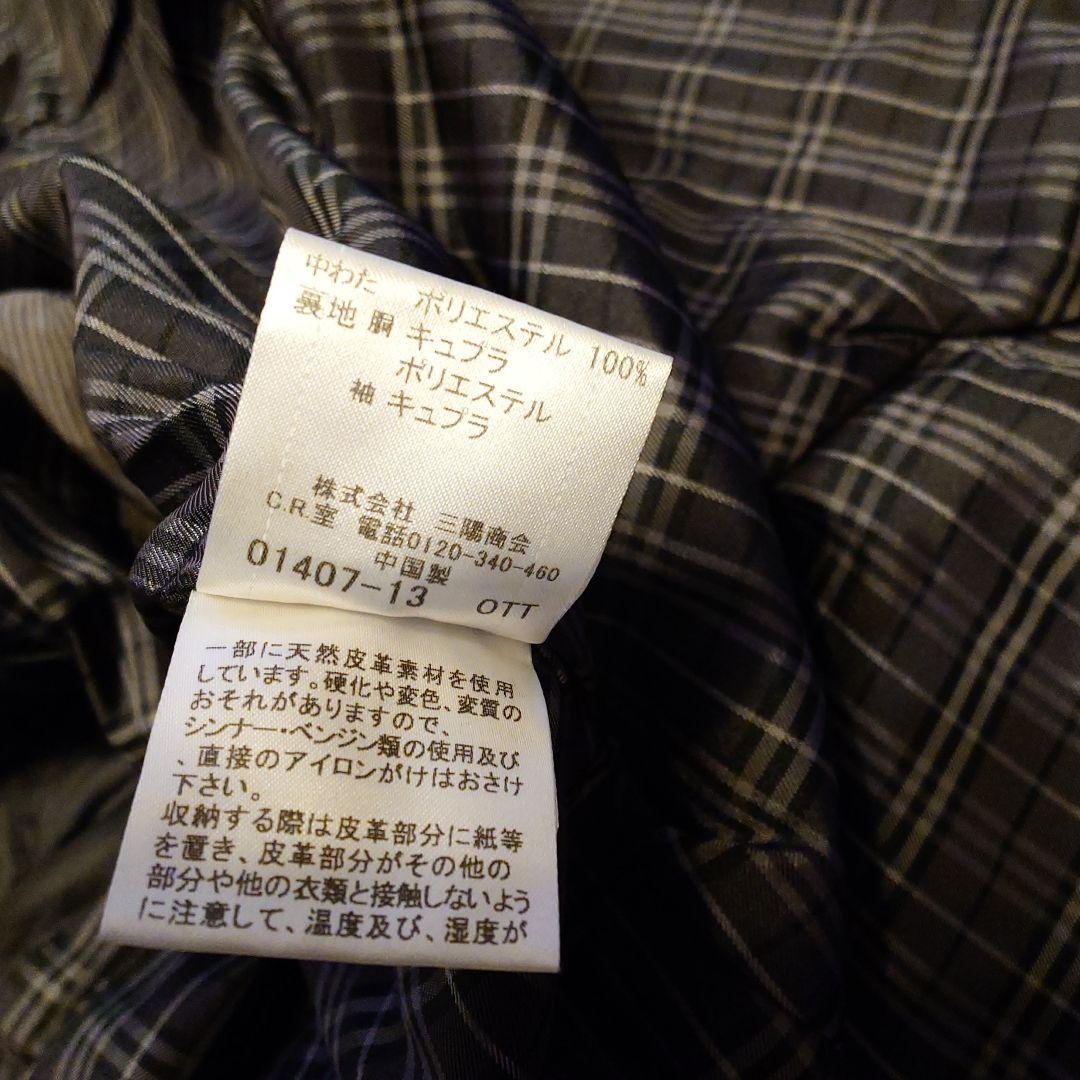 中わた ポリエステル 100%
裏地 胴 キュプラ
ポリエステル
袖 キュプラ
株式会社 三陽商会
C.R.室 電話0120-340-460
中国製
01407-13 OTT
一部に天然皮革素材を使用
しています。硬化や変色、変質の
おそれがありますので、
シンナー・ベンジン類の使用及び
、直接のアイロンがけはおさけ
下さい。
収納する際は皮革部分に紙等
を置き、皮革部分がその他の
部分や他の衣類と接触しないよう
に注意して、温度及び、湿度が